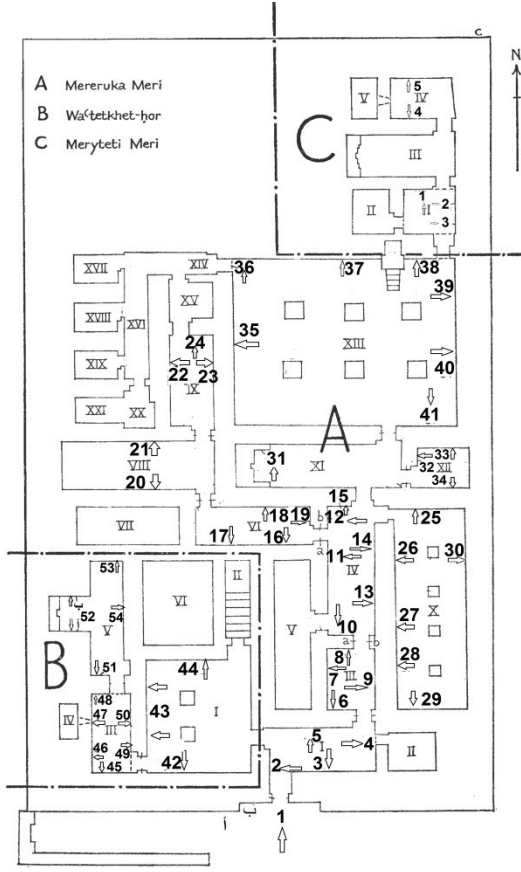 c
N
A Mereruka Meri
B Waʿtetkhet-ḥor
C Meryteti Meri
V IV 5
4
C
III
1
II I 2
3
XVII XIV 36 37 38
39
XV
XVIII XVI
24 35 XIII
XIX 22 23 40
IX
XXI XX 41
A
21 31 33
VIII XI 32 XII
20 34
15
18 19 b 12 25
VII VI
17 16 a 14 26 30
11
53 II IV
VI X
54 13
52 ب V
V 10 27
a b
B 51 44 8 28
48 III
47 50 43 I 7 9 29
IV III 6
46 49
45 42 5 I 4 II
2 3
أ ب
1